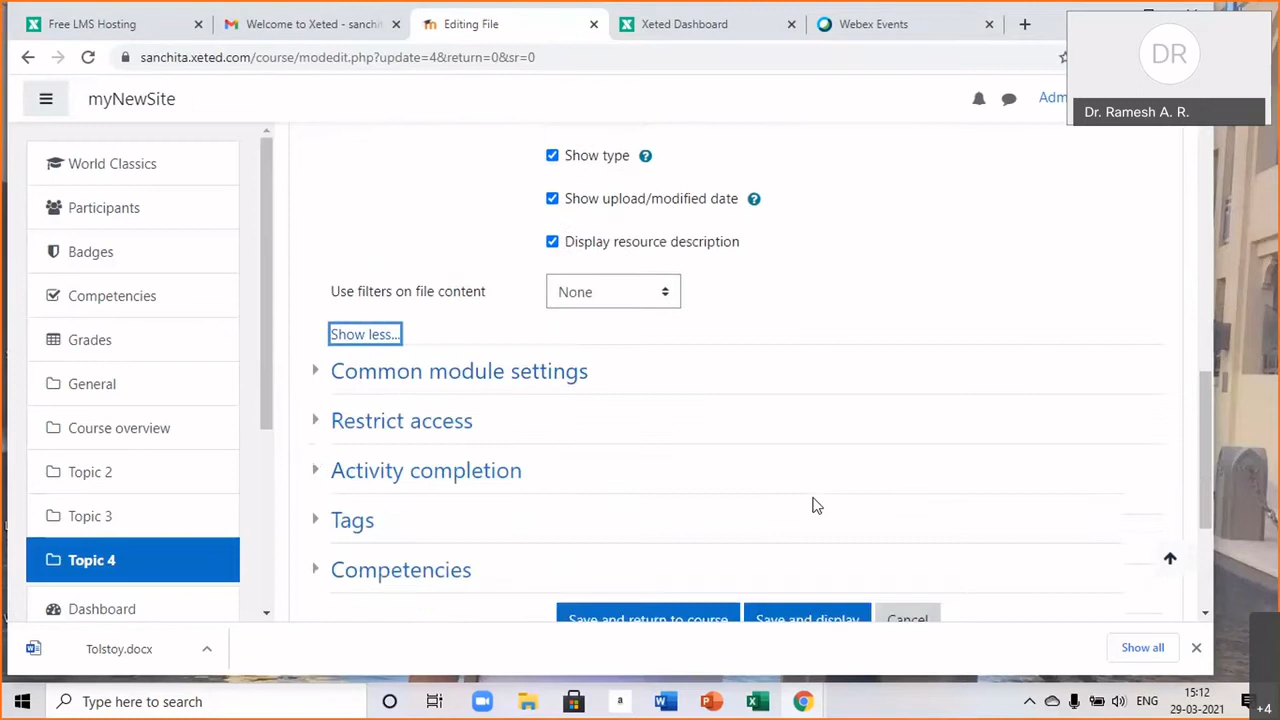 Free LMS Hosting
Welcome to Xeted - sanchit
Editing File
Xeted Dashboard
Webex Events
sanchita.xeted.com/course/modedit.php?update=4&return=0&sr=0
DR
Dr. Ramesh A. R.
myNewSite
Adm
World Classics
Participants
Badges
Competencies
Grades
General
Course overview
Topic 2
Topic 3
Topic 4
Dashboard
Show type
Show upload/modified date
Display resource description
Use filters on file content
None
Show less...
Common module settings
Restrict access
Activity completion
Tags
Competencies
Save and return to course
Save and display
Cancel
Tolstoy.docx
Show all
Type here to search
a
ENG
15:12
29-03-2021
+4